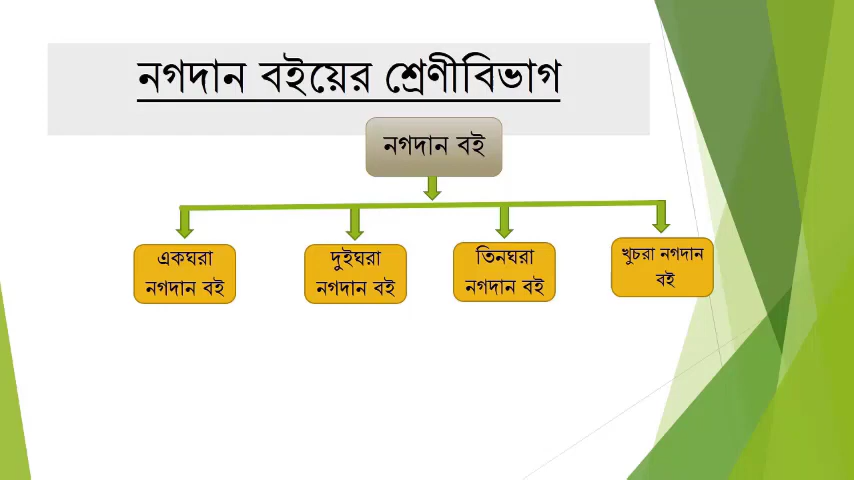 নগদান বইয়ের শ্রেণীবিভাগ
নগদান বই
একঘরা
নগদান বই
দুইঘরা
নগদান বই
তিনঘরা
নগদান বই
খুচরা নগদান
বই